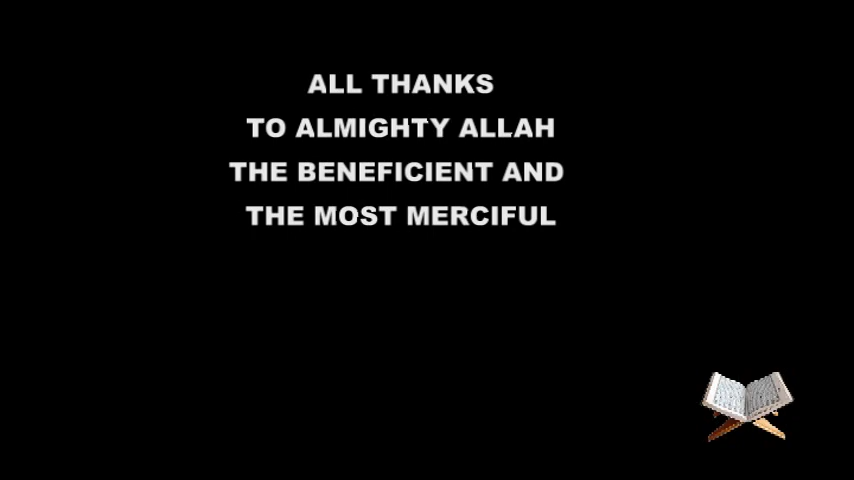 ALL THANKS
TO ALMIGHTY ALLAH
THE BENEFICIENT AND
THE MOST MERCIFUL